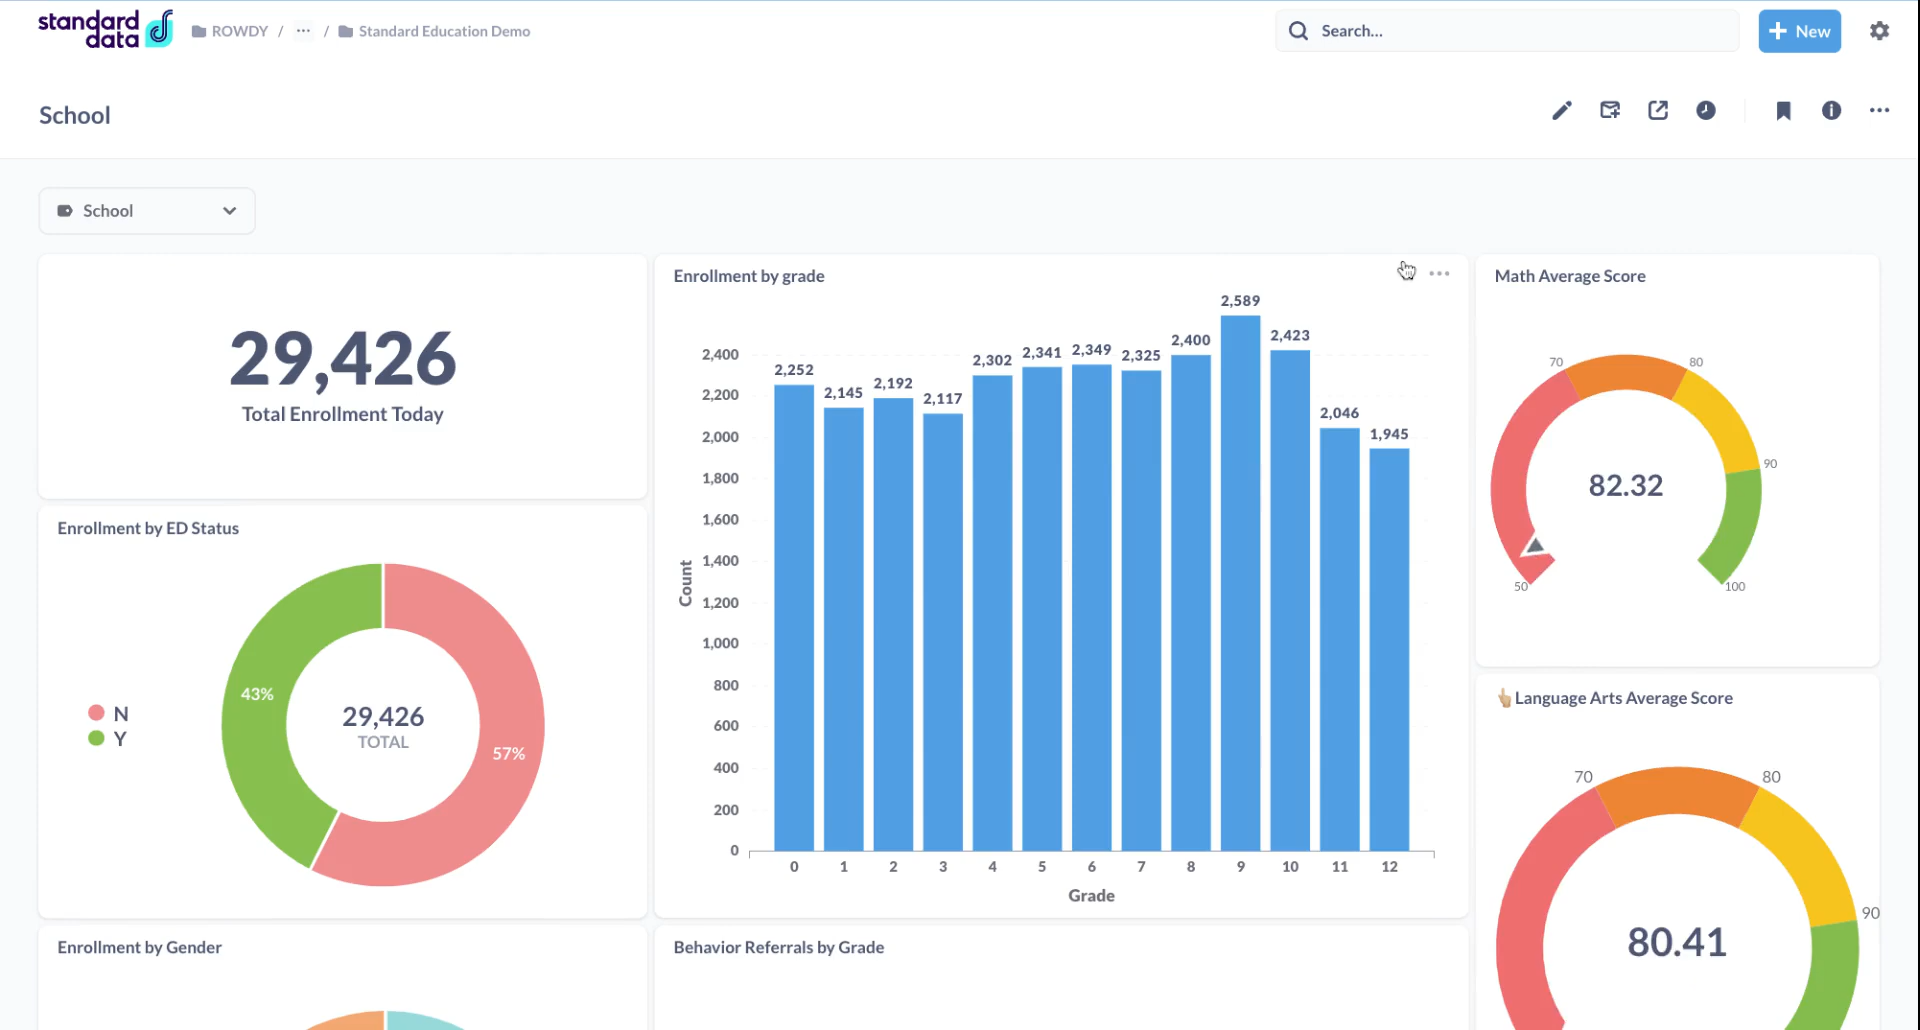 standard
data
ROWDY / ... / Standard Education Demo
Search...
New
School
School
29,426
Total Enrollment Today
Enrollment by ED Status
N
Y
43%
57%
29,426
TOTAL
Enrollment by Gender
Enrollment by grade
2,252
2,145
2,192
2,117
2,302
2,341
2,349
2,325
2,400
2,589
2,423
2,046
1,945
2,400
2,200
2,000
1,800
1,600
1,400
1,200
1,000
800
600
400
200
0
Count
0 1 2 3 4 5 6 7 8 9 10 11 12
Grade
Behavior Referrals by Grade
Math Average Score
70
80
90
82.32
50
100
👆Language Arts Average Score
70
80
90
80.41